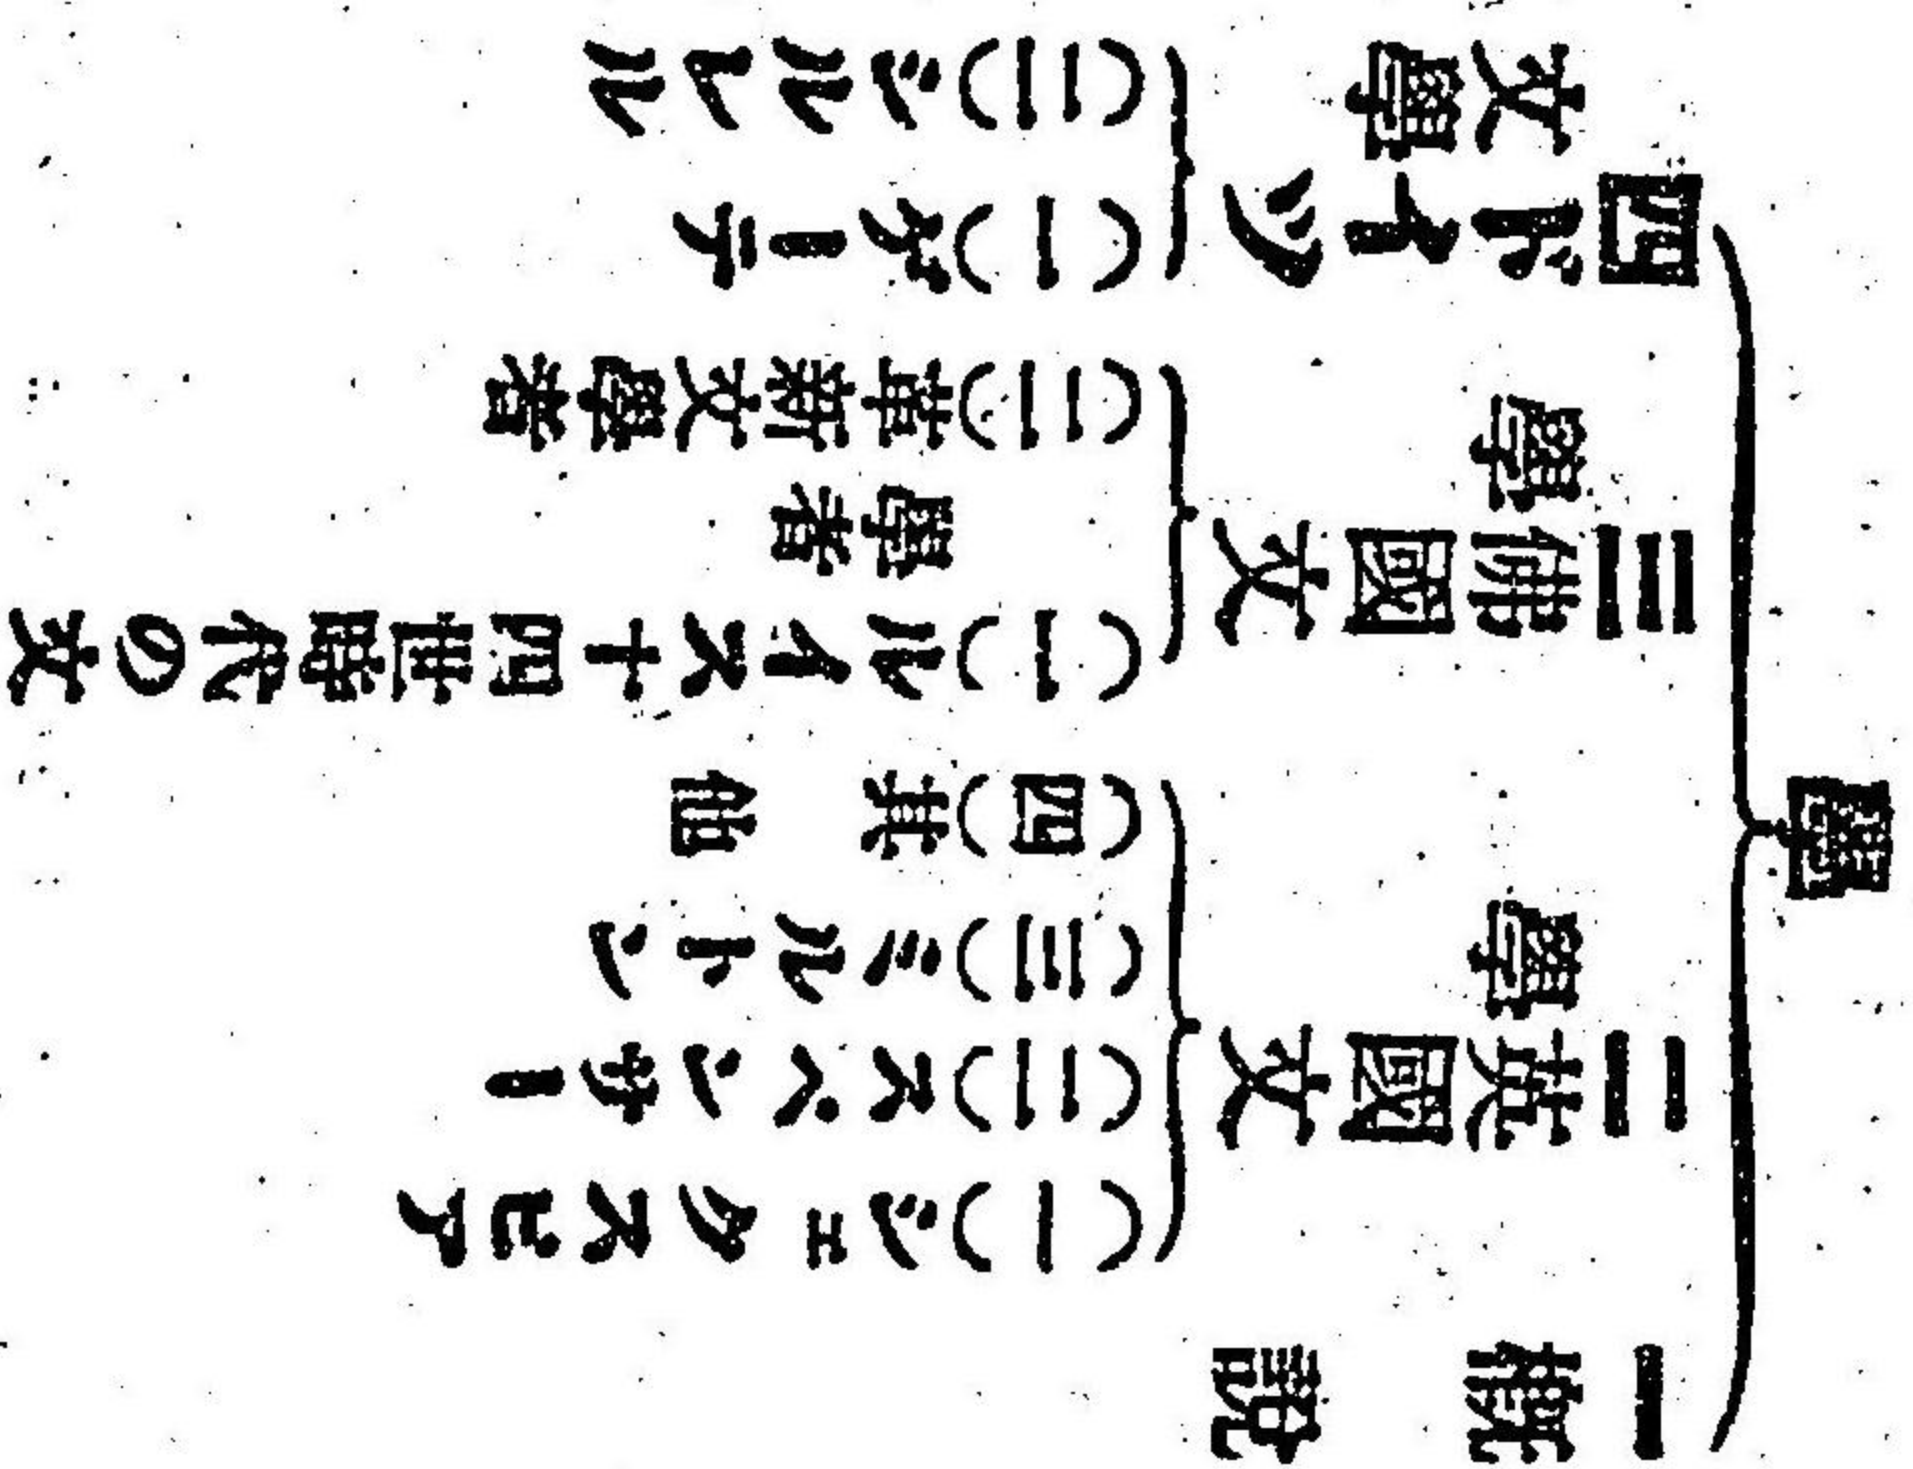 學
一概　説
二英國文
學
(一)シエクスピア
(二)スペンサー
(三)ミルトン
(四)其　他
三佛國文
學
(一)ルイス十四世時代の文
學者
(二)革新文學者
四ドイツ
文學
(一)ゲーテ
(二)シルレル